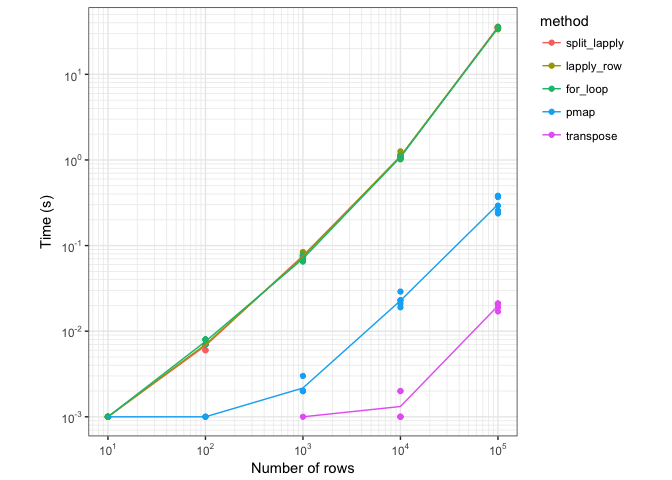 method
split_lapply
lapply_row
for_loop
pmap
transpose
Time (s)
10¹
10⁰
10⁻¹
10⁻²
10⁻³
10¹ 10² 10³ 10⁴ 10⁵
Number of rows